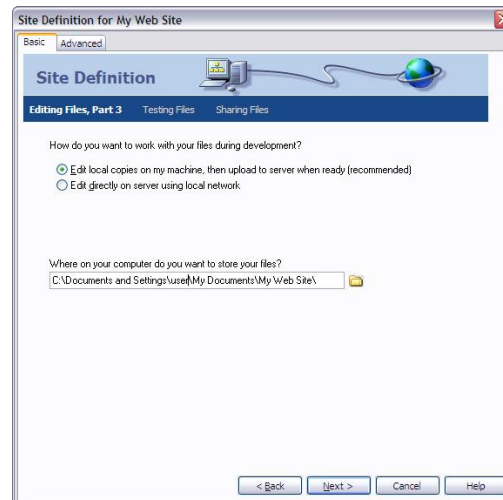 Site Definition for My Web Site
Basic Advanced
Site Definition
Editing Files, Part 3 Testing Files Sharing Files
How do you want to work with your files during development?
Edit local copies on my machine, then upload to server when ready (recommended)
Edit directly on server using local network
Where on your computer do you want to store your files?
C:\Documents and Settings\user\My Documents\My Web Site\
< Back Next > Cancel Help